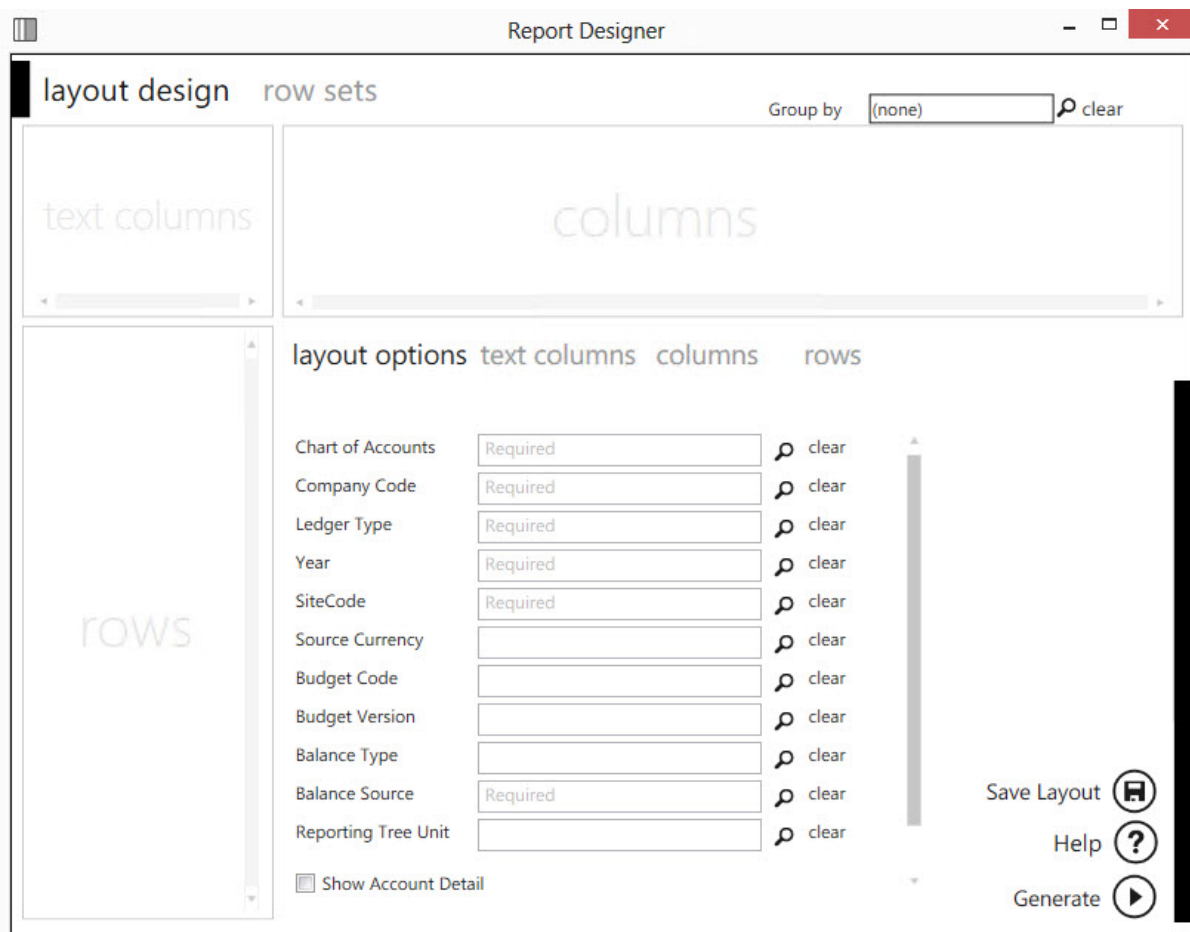 Report Designer
layout design row sets
Group by (none) clear
text columns columns
layout options text columns columns rows
Chart of Accounts Required clear
Company Code Required clear
Ledger Type Required clear
Year Required clear
SiteCode Required clear
rows
Source Currency clear
Budget Code clear
Budget Version clear
Balance Type clear
Balance Source Required clear
Save Layout
Reporting Tree Unit clear
Help ?
Show Account Detail
Generate